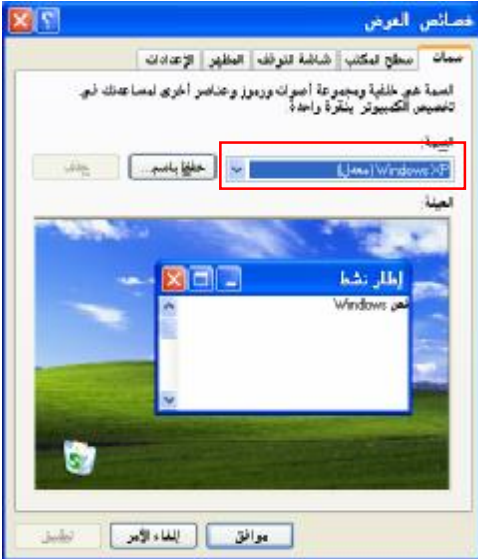 خصائص العرض
سمات سطح المكتب شاشة التوقف المظهر الإعدادات
السمة هي خلفية ومجموعة أصوات ورموز وعناصر أخرى لمساعدتك في
تخصيص الكمبيوتر بنقرة واحدة
السمة:
Windows XP (معدل) حفظ باسم... حذف
العينة:
إطار نشط
نص Windows
موافق إلغاء الأمر تطبيق